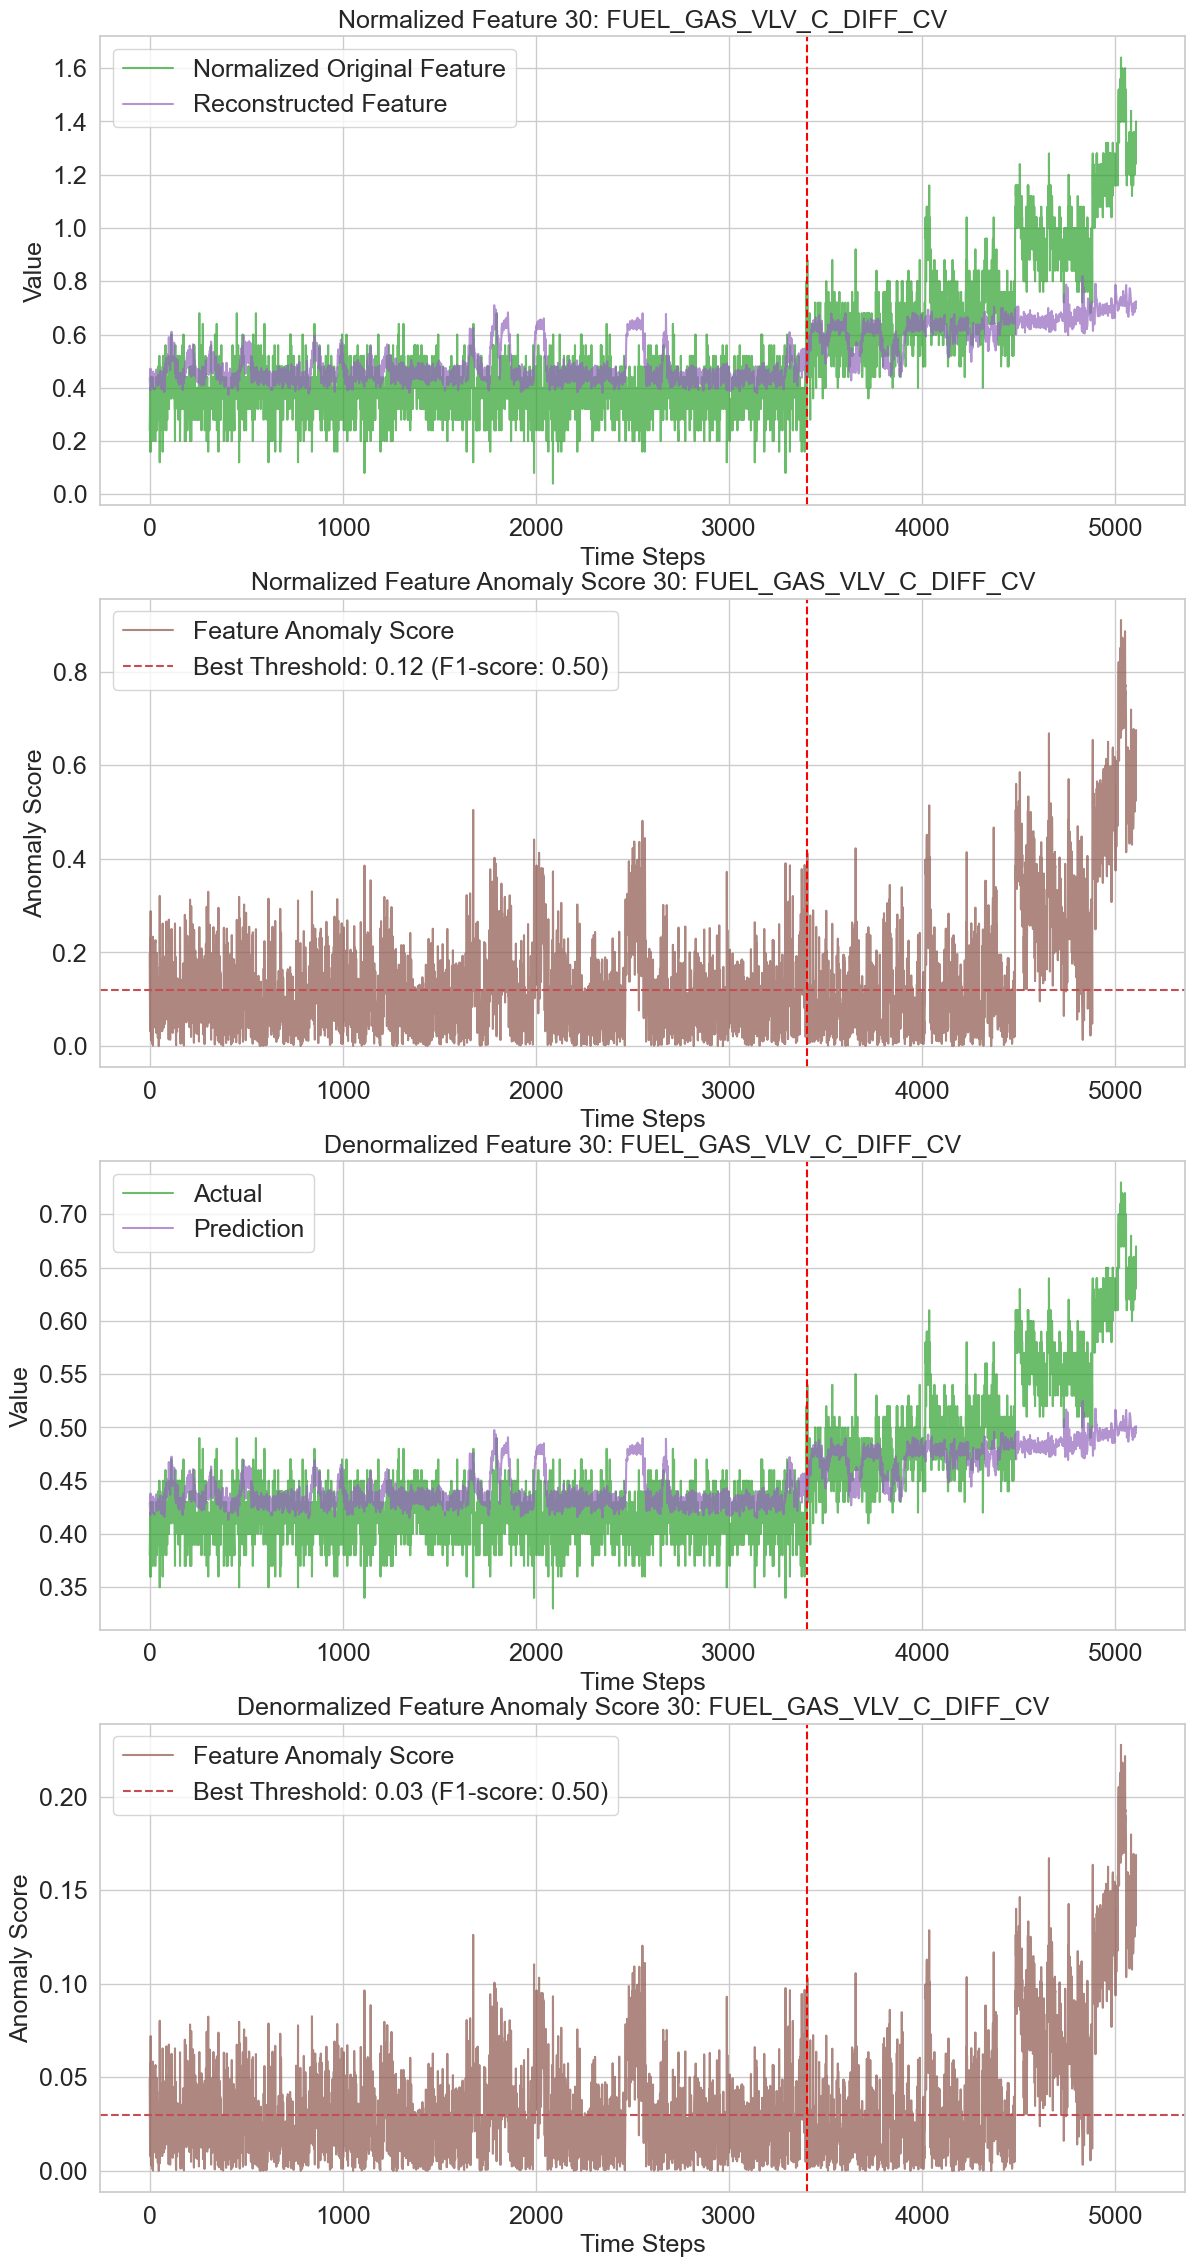 Normalized Feature 30: FUEL_GAS_VLV_C_DIFF_CV
Normalized Original Feature
Reconstructed Feature
Value
1.6
1.4
1.2
1.0
0.8
0.6
0.4
0.2
0.0
0 1000 2000 3000 4000 5000
Time Steps
Normalized Feature Anomaly Score 30: FUEL_GAS_VLV_C_DIFF_CV
Feature Anomaly Score
Best Threshold: 0.12 (F1-score: 0.50)
Anomaly Score
0.8
0.6
0.4
0.2
0.0
0 1000 2000 3000 4000 5000
Time Steps
Denormalized Feature 30: FUEL_GAS_VLV_C_DIFF_CV
Actual
Prediction
Value
0.70
0.65
0.60
0.55
0.50
0.45
0.40
0.35
0 1000 2000 3000 4000 5000
Time Steps
Denormalized Feature Anomaly Score 30: FUEL_GAS_VLV_C_DIFF_CV
Feature Anomaly Score
Best Threshold: 0.03 (F1-score: 0.50)
Anomaly Score
0.20
0.15
0.10
0.05
0.00
0 1000 2000 3000 4000 5000
Time Steps